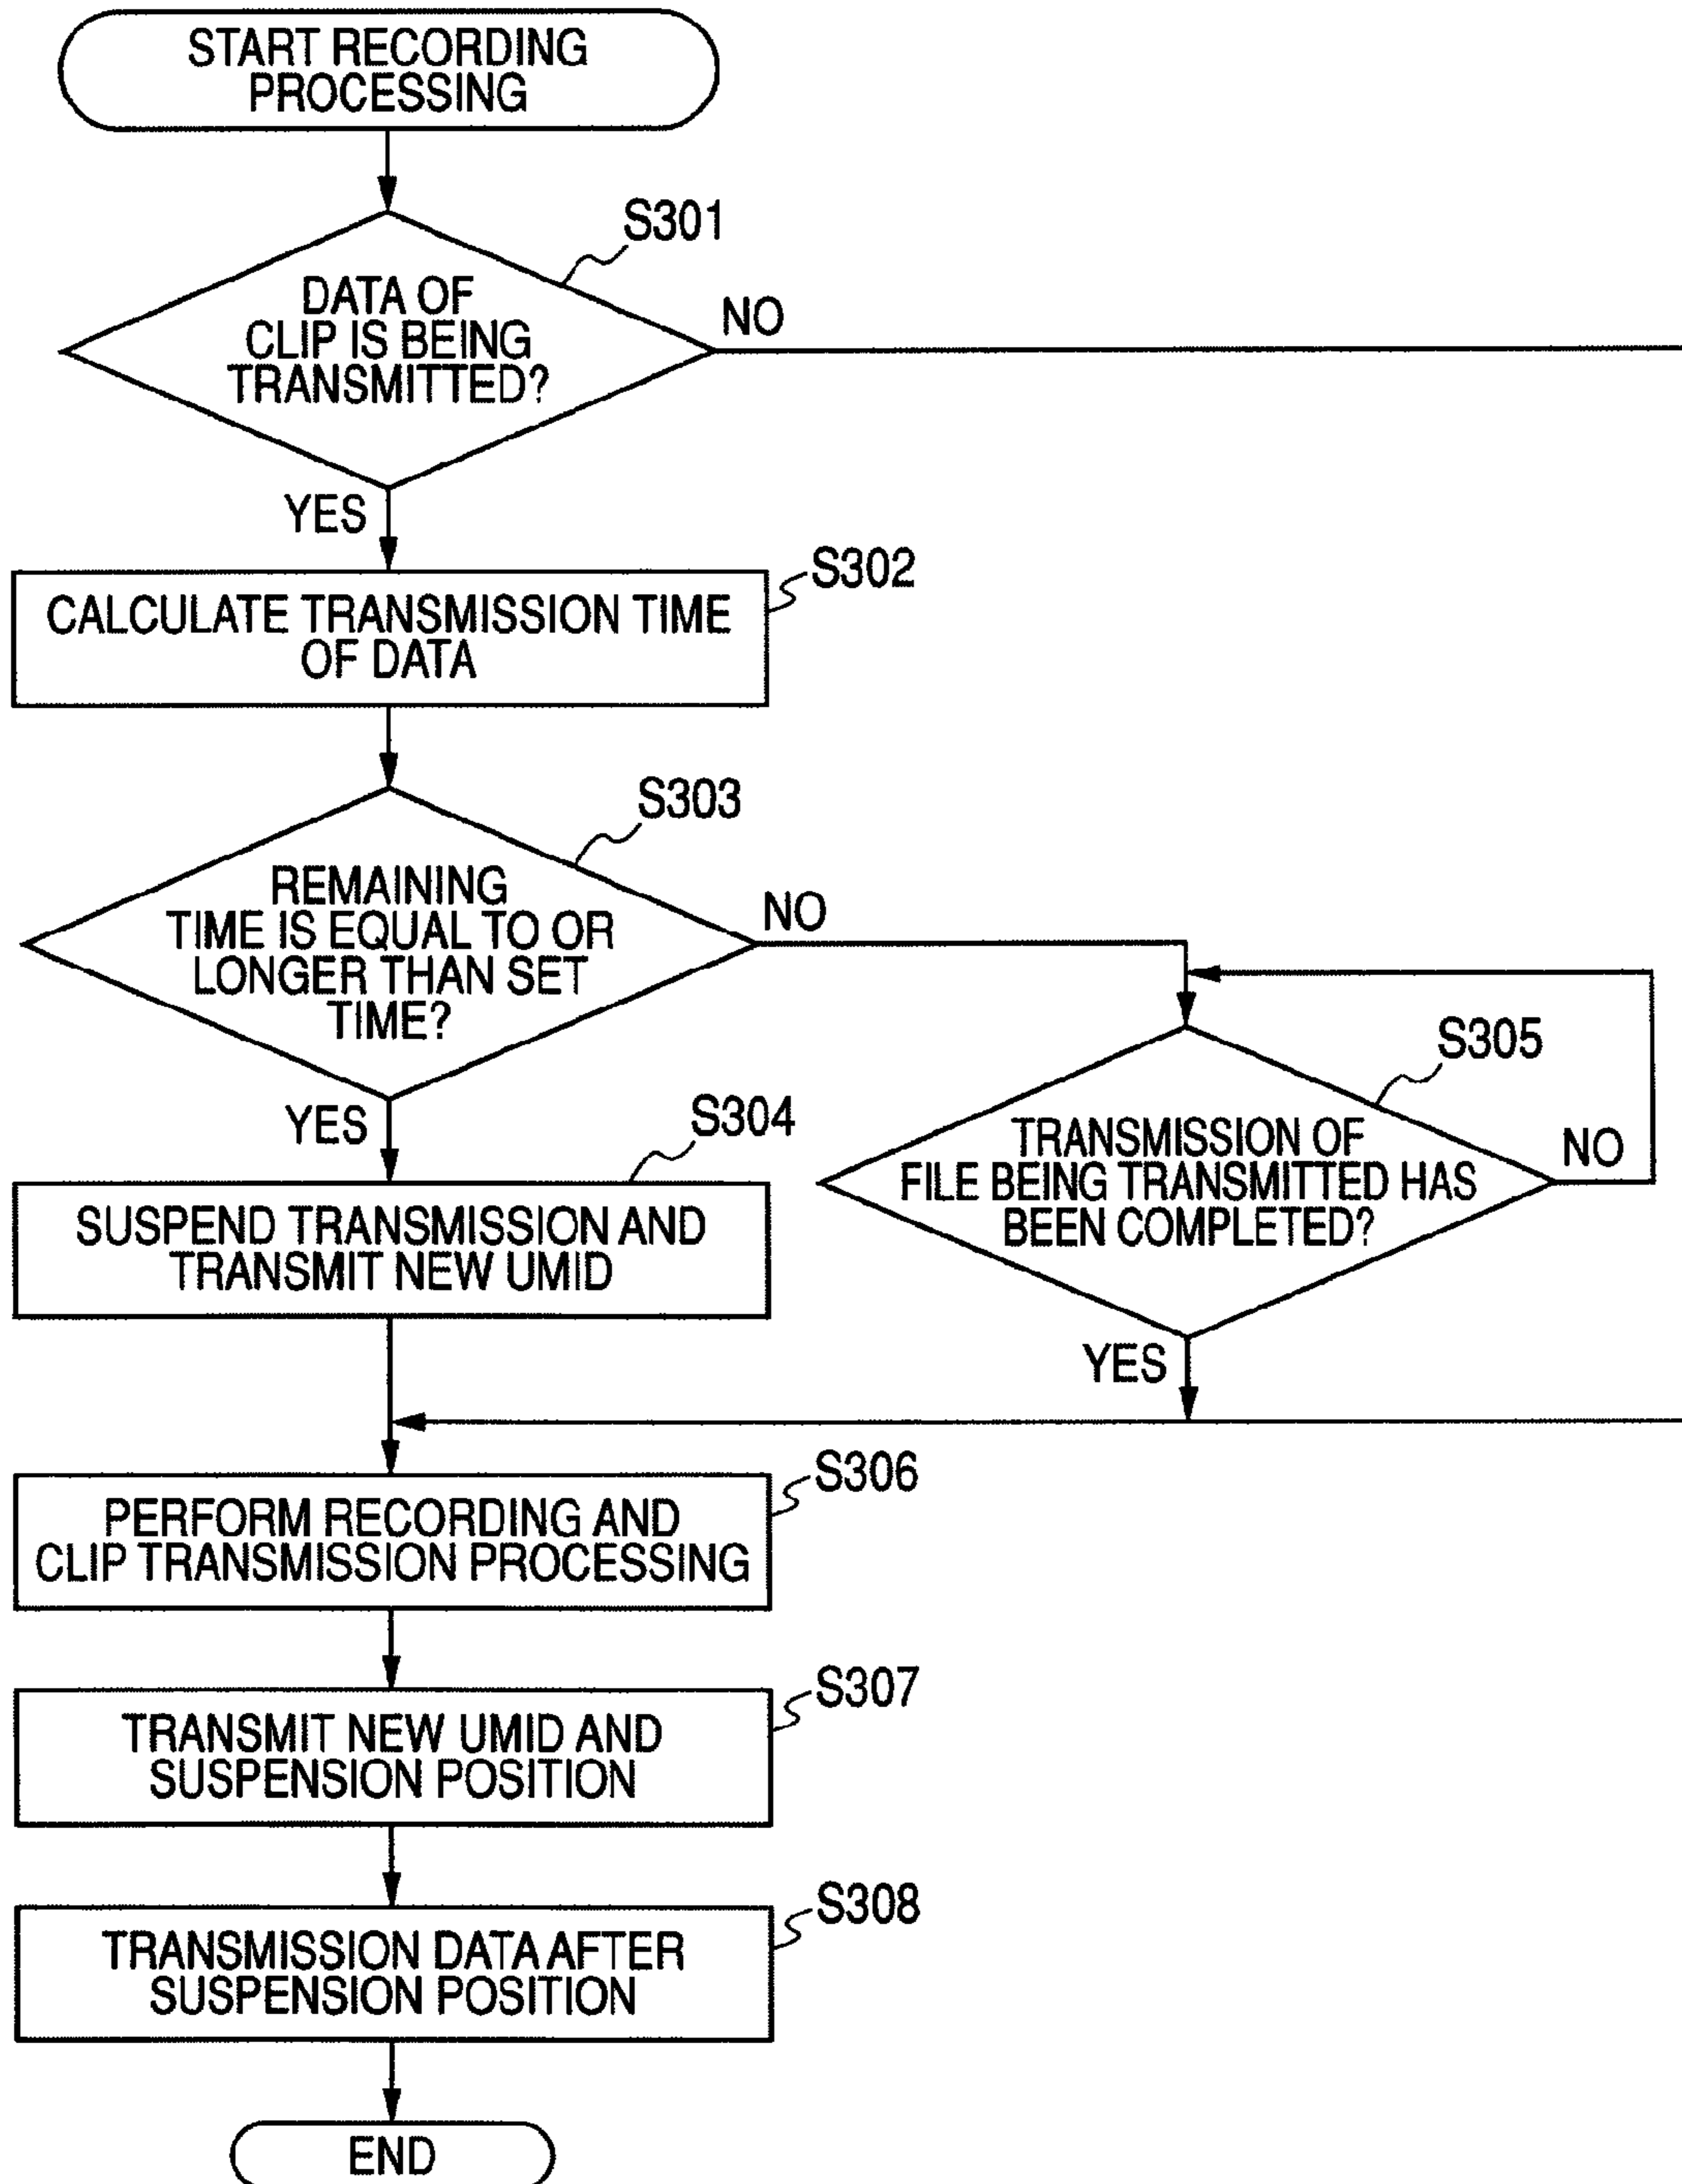 START RECORDING
PROCESSING
S301
DATA OF
CLIP IS BEING
TRANSMITTED?
NO
YES
S302
CALCULATE TRANSMISSION TIME
OF DATA
S303
REMAINING
TIME IS EQUAL TO OR
LONGER THAN SET
TIME?
NO
YES
S305
TRANSMISSION OF
FILE BEING TRANSMITTED HAS
BEEN COMPLETED?
NO
YES
S304
SUSPEND TRANSMISSION AND
TRANSMIT NEW UMID
S306
PERFORM RECORDING AND
CLIP TRANSMISSION PROCESSING
S307
TRANSMIT NEW UMID AND
SUSPENSION POSITION
S308
TRANSMISSION DATA AFTER
SUSPENSION POSITION
END